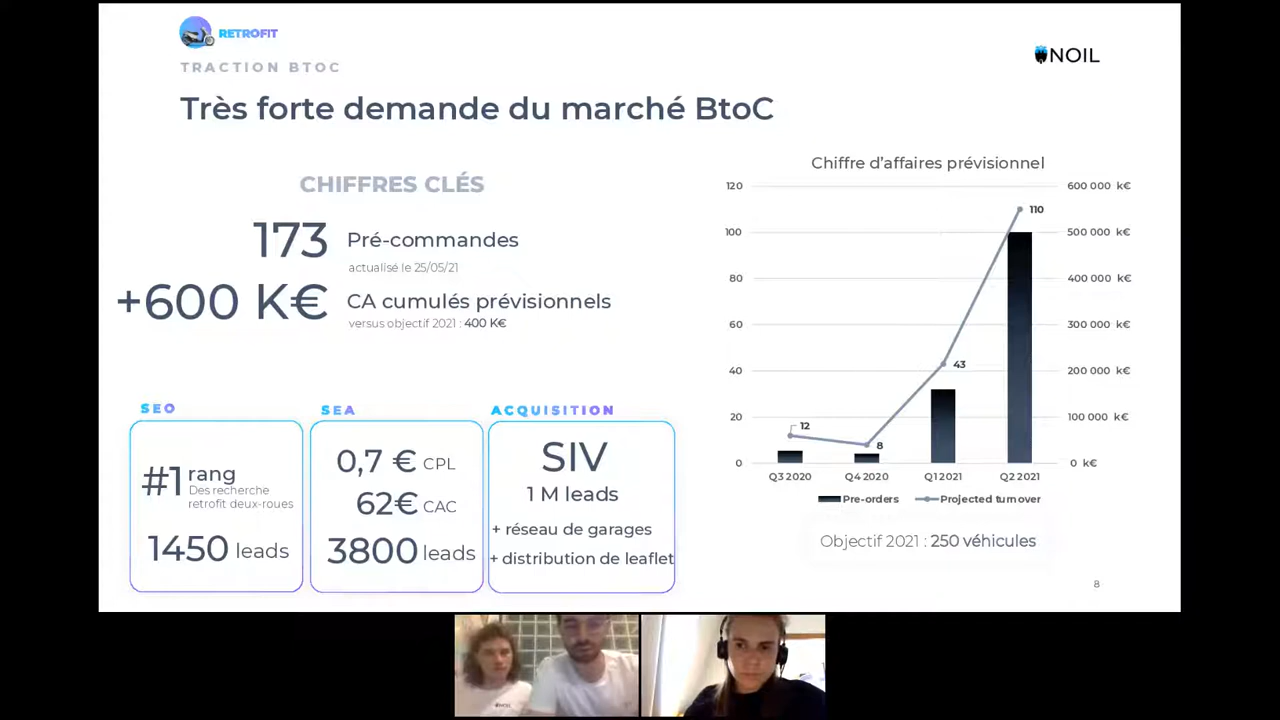 RETROFIT
NOIL
TRACTION BTOC
Très forte demande du marché BtoC
CHIFFRES CLÉS
173 Pré-commandes
actualisé le 25/05/21
+600 K€ CA cumulés prévisionnels
versus objectif 2021 : 400 K€
SEO
#1 rang
Des recherche
retrofit deux-roues
1450 leads
SEA
0,7 € CPL
62€ CAC
3800 leads
ACQUISITION
SIV
1 M leads
+ réseau de garages
+ distribution de leaflet
Chiffre d'affaires prévisionnel
120
100
80
60
40
20
0
600 000 k€
500 000 k€
400 000 k€
300 000 k€
200 000 k€
100 000 k€
0 k€
12
8
43
110
Q3 2020
Q4 2020
Q1 2021
Q2 2021
Pre-orders
Projected turnover
Objectif 2021 : 250 véhicules
8
NOIL